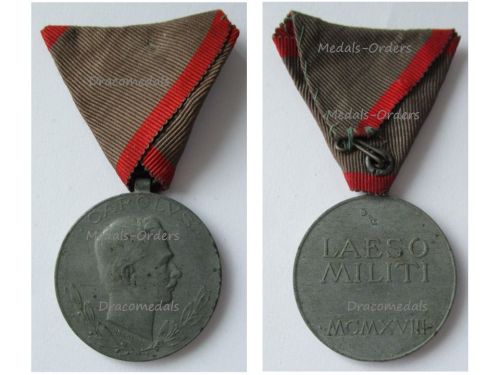 Dracomedals
CAROLVS
Medals-Orders
Dracomedals
Medals-Orders
Medals-Orders
LAESO
MILITI
Dracomedals
·MCMXVIII·